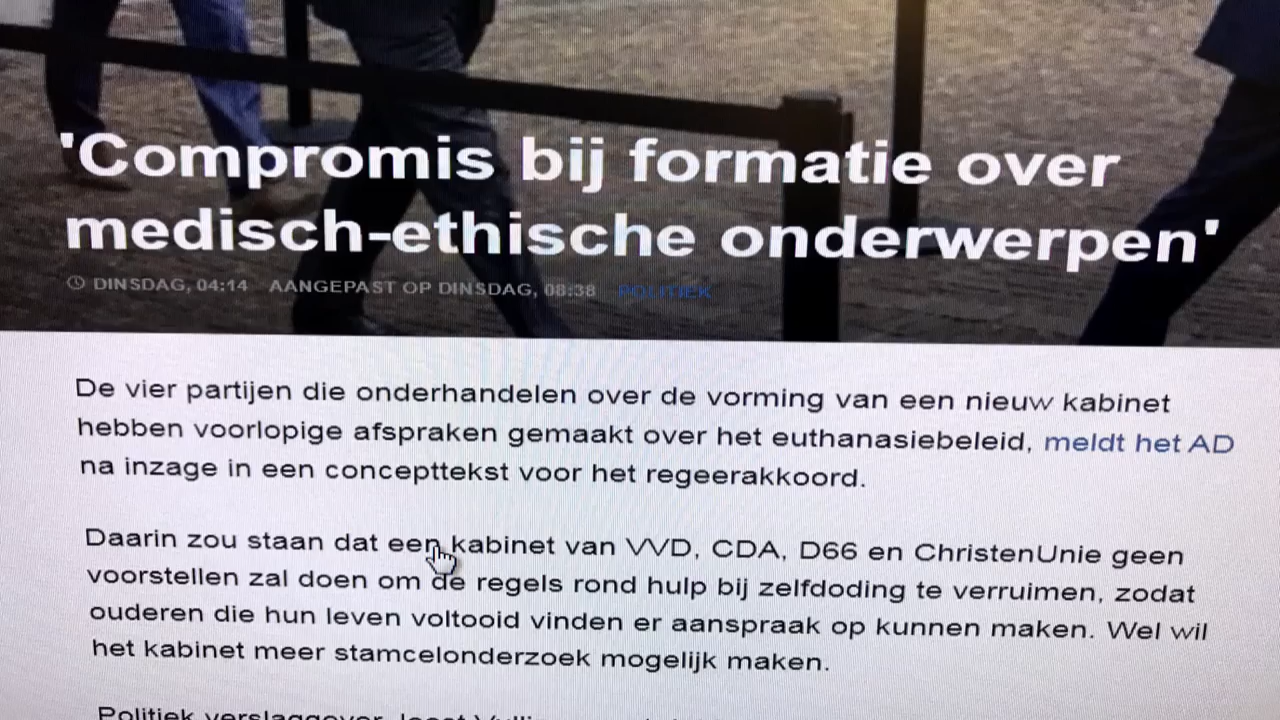 'Compromis bij formatie over
medisch-ethische onderwerpen'
DINSDAG, 04:14 AANGEPAST OP DINSDAG, 08:38 POLITIEK
De vier partijen die onderhandelen over de vorming van een nieuw kabinet
hebben voorlopige afspraken gemaakt over het euthanasiebeleid, meldt het AD
na inzage in een concepttekst voor het regeerakkoord.
Daarin zou staan dat een kabinet van VVD, CDA, D66 en ChristenUnie geen
voorstellen zal doen om de regels rond hulp bij zelfdoding te verruimen, zodat
ouderen die hun leven voltooid vinden er aanspraak op kunnen maken. Wel wil
het kabinet meer stamcelonderzoek mogelijk maken.
Politiek verslaggever Joost